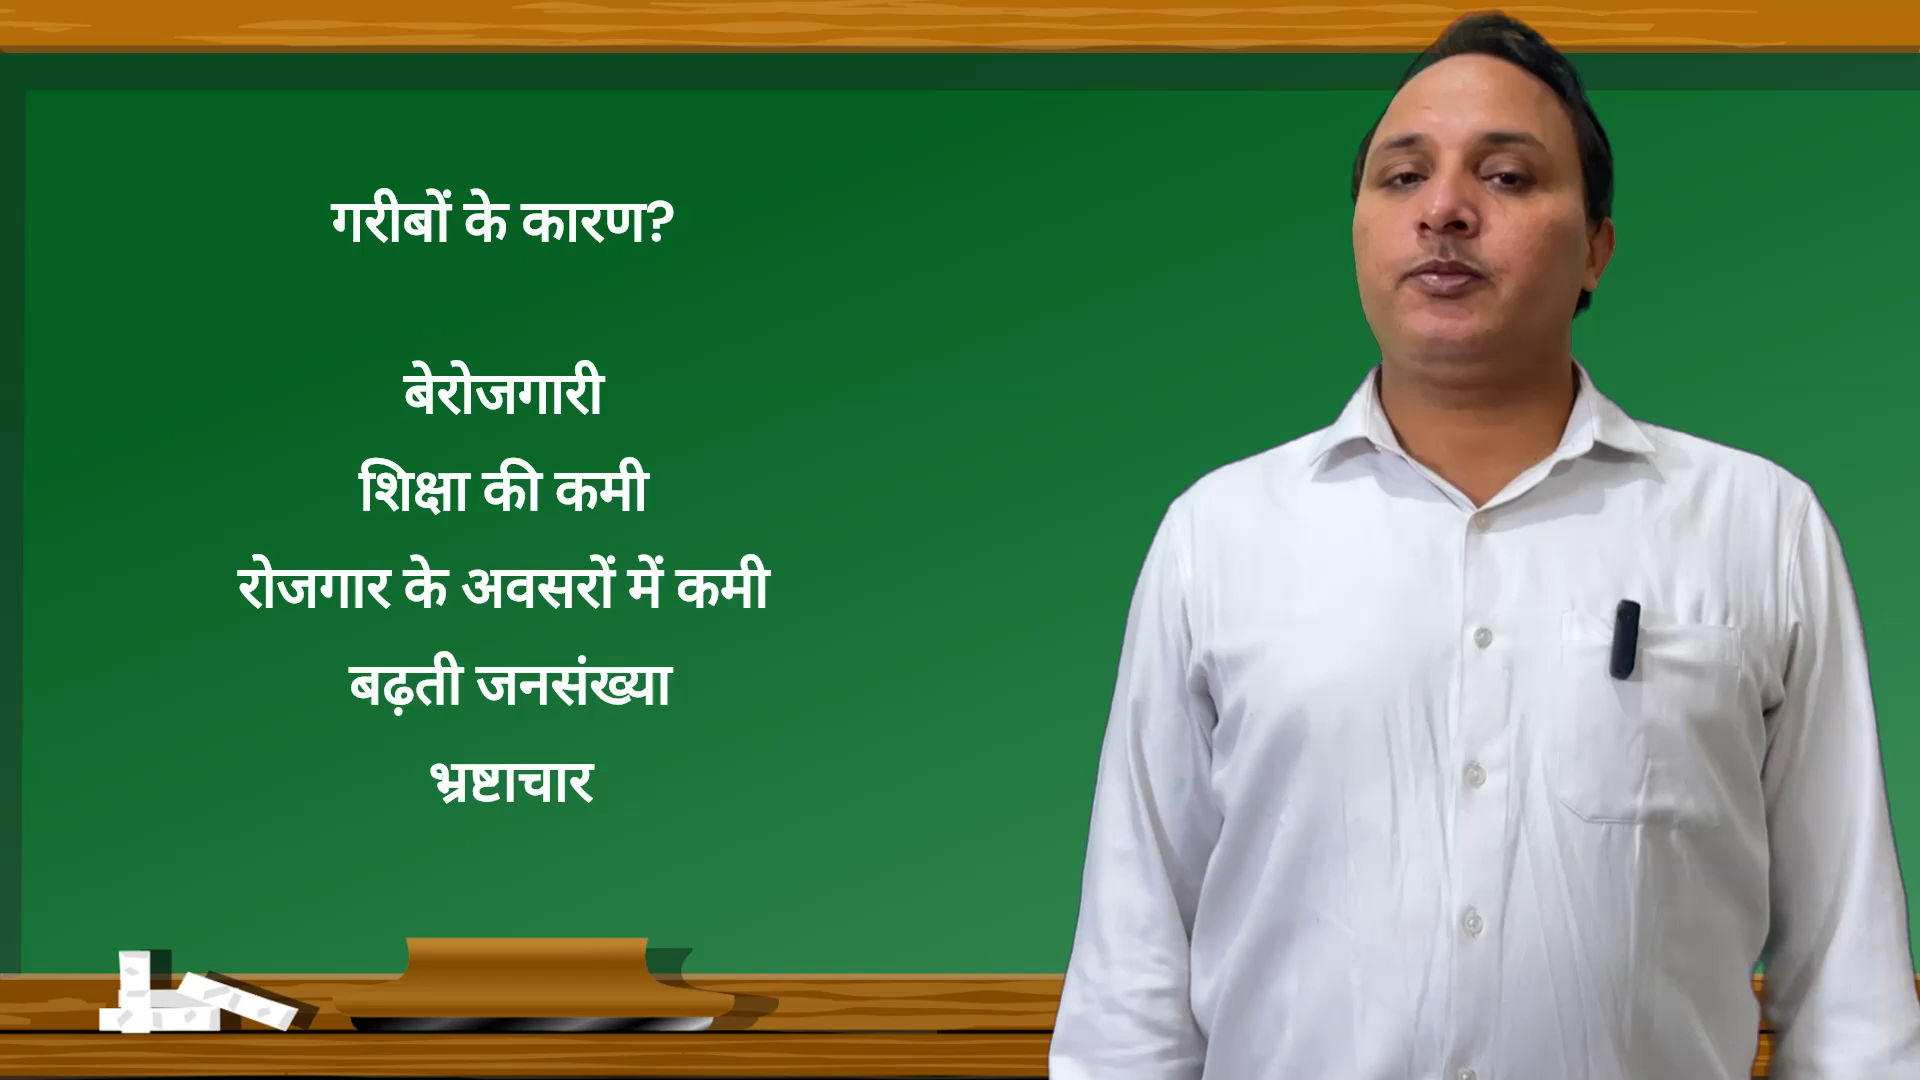 गरीबों के कारण?
बेरोजगारी
शिक्षा की कमी
रोजगार के अवसरों में कमी
बढ़ती जनसंख्या
भ्रष्टाचार